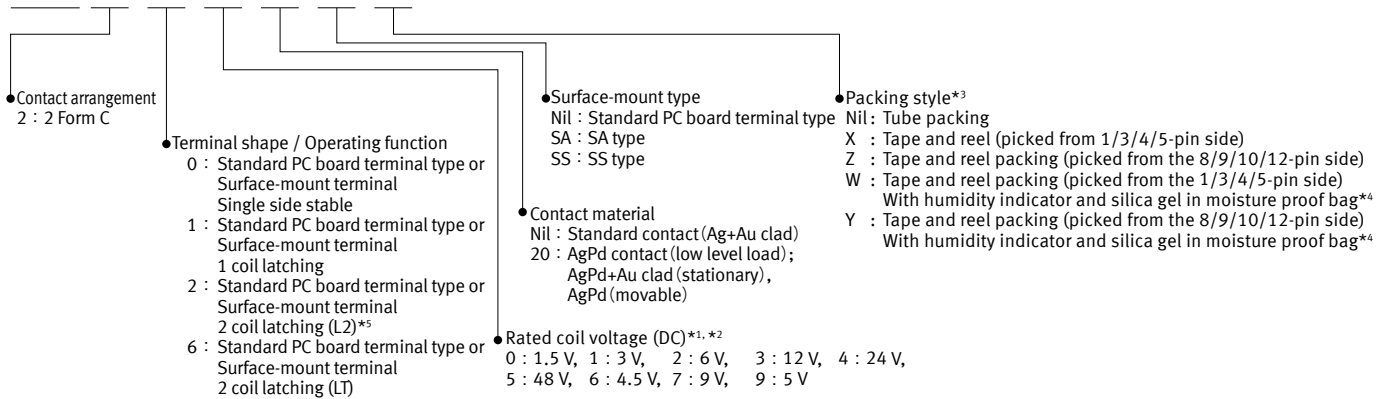 Contact arrangement
2 : 2 Form C
Terminal shape / Operating function
0 : Standard PC board terminal type or
Surface-mount terminal
Single side stable
1 : Standard PC board terminal type or
Surface-mount terminal
1 coil latching
2 : Standard PC board terminal type or
Surface-mount terminal
2 coil latching (L2)*5
6 : Standard PC board terminal type or
Surface-mount terminal
2 coil latching (LT)
Rated coil voltage (DC)*1, *2
0 : 1.5 V, 1 : 3 V, 2 : 6 V, 3 : 12 V, 4 : 24 V,
5 : 48 V, 6 : 4.5 V, 7 : 9 V, 9 : 5 V
Contact material
Nil : Standard contact (Ag+Au clad)
20 : AgPd contact (low level load);
AgPd+Au clad (stationary),
AgPd (movable)
Surface-mount type
Nil : Standard PC board terminal type
SA : SA type
SS : SS type
Packing style*3
Nil : Tube packing
X : Tape and reel (picked from 1/3/4/5-pin side)
Z : Tape and reel packing (picked from the 8/9/10/12-pin side)
W : Tape and reel packing (picked from the 1/3/4/5-pin side)
With humidity indicator and silica gel in moisture proof bag*4
Y : Tape and reel packing (picked from the 8/9/10/12-pin side)
With humidity indicator and silica gel in moisture proof bag*4